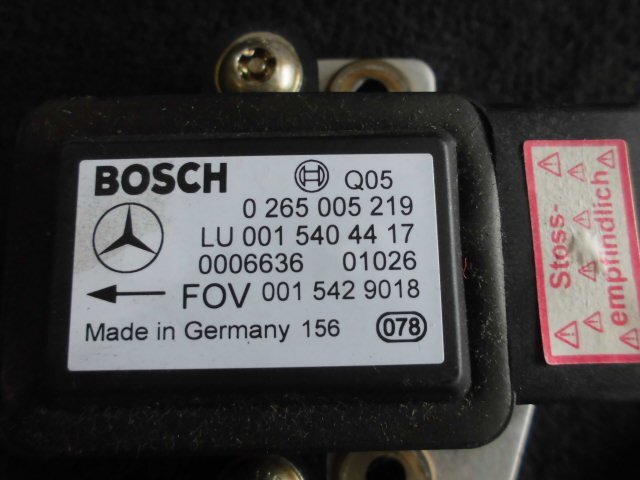 BOSCH Q05
0 265 005 219
LU 001 540 44 17
0006636 01026
FOV 001 542 9018
Made in Germany 156 078
Stoss-
empfindlich